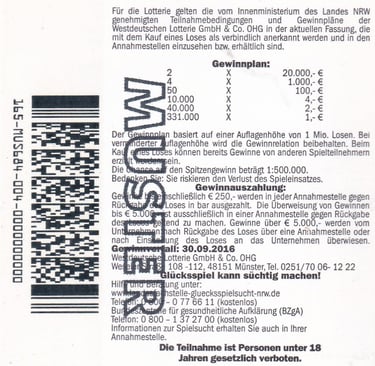 Für die Lotterie gelten die vom Innenministerium des Landes NRW
genehmigten Teilnahmebedingungen und Gewinnpläne der
Westdeutschen Lotterie GmbH & Co. OHG in der aktuellen Fassung, die
mit dem Kauf eines Loses als verbindlich anerkannt werden und in den
Annahmestellen einzusehen bzw. erhältlich sind.
Gewinnplan:
2 X 20.000,- €
4 X 1.000,- €
50 X 100,- €
10.000 X 4,- €
40.000 X 2,- €
331.000 X 1,- €
Der Gewinnplan basiert auf einer Auflagenhöhe von 1 Mio. Losen. Bei
veränderter Auflagenhöhe wird die Gewinnrelation beibehalten. Beim
Kauf eines Loses können bereits Gewinne von anderen Spielteilnehmern
erzielt worden sein.
Die Chance auf den Spitzengewinn beträgt 1:500.000.
Bedenken Sie: Sie riskieren den Verlust des Spieleinsatzes.
Gewinnauszahlung:
Gewinne bis einschließlich € 250,- werden in jeder Annahmestelle gegen
Rückgabe des Loses in bar ausgezahlt. Die Überweisung von Gewinnen
bis € 5.000,- ausschließlich in einer Annahmestelle gegen Rückgabe
des Loses geltend zu machen. Gewinne über € 5.000,- werden vom
Unternehmen nach Rückgabe des Loses über eine Annahmestelle oder
nach Einsendung des Loses an das Unternehmen überwiesen.
Gewinnverfall: 30.09.2016
Westdeutsche Lotterie GmbH & Co. OHG
108 -112, 48151 Münster, Tel. 0251/70 06- 12 22
Glücksspiel kann süchtig machen!
Hilfe und Beratung unter:
www.landesfachstelle-gluecksspielsucht-nrw.de
Telefon: 0800 - 0 77 66 11 (kostenlos)
Bundeszentrale für gesundheitliche Aufklärung (BZgA)
Telefon: 0 800 – 1 37 27 00 (kostenlos)
Informationen zur Spielsucht erhalten Sie auch in Ihrer
Annahmestelle.
Die Teilnahme ist Personen unter 18
Jahren gesetzlich verboten.
MUSTER